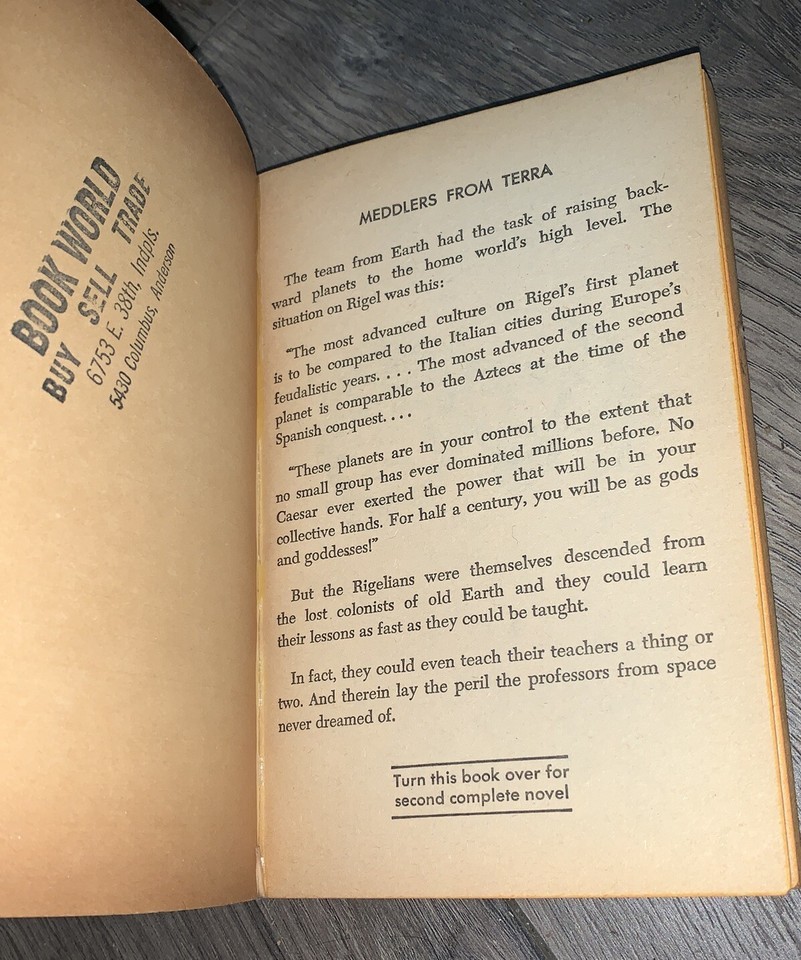 BOOK WORLD
BUY SELL TRADE
6753 E. 38th, Indpls.
5430 Columbus, Anderson
MEDDLERS FROM TERRA
The team from Earth had the task of raising back-
ward planets to the home world's high level. The
situation on Rigel was this:
"The most advanced culture on Rigel's first planet
is to be compared to the Italian cities during Europe's
feudalistic years. . . . The most advanced of the second
planet is comparable to the Aztecs at the time of the
Spanish conquest. . . .
"These planets are in your control to the extent that
no small group has ever dominated millions before. No
Caesar ever exerted the power that will be in your
collective hands. For half a century, you will be as gods
and goddesses!"
But the Rigelians were themselves descended from
the lost colonists of old Earth and they could learn
their lessons as fast as they could be taught.
In fact, they could even teach their teachers a thing or
two. And therein lay the peril the professors from space
never dreamed of.
Turn this book over for
second complete novel